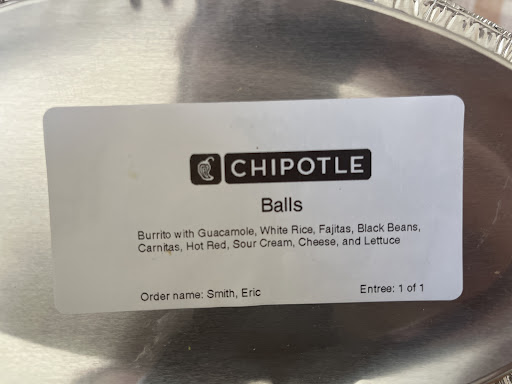 CHIPOTLE
Balls
Burrito with Guacamole, White Rice, Fajitas, Black Beans,
Carnitas, Hot Red, Sour Cream, Cheese, and Lettuce
Order name: Smith, Eric Entree: 1 of 1